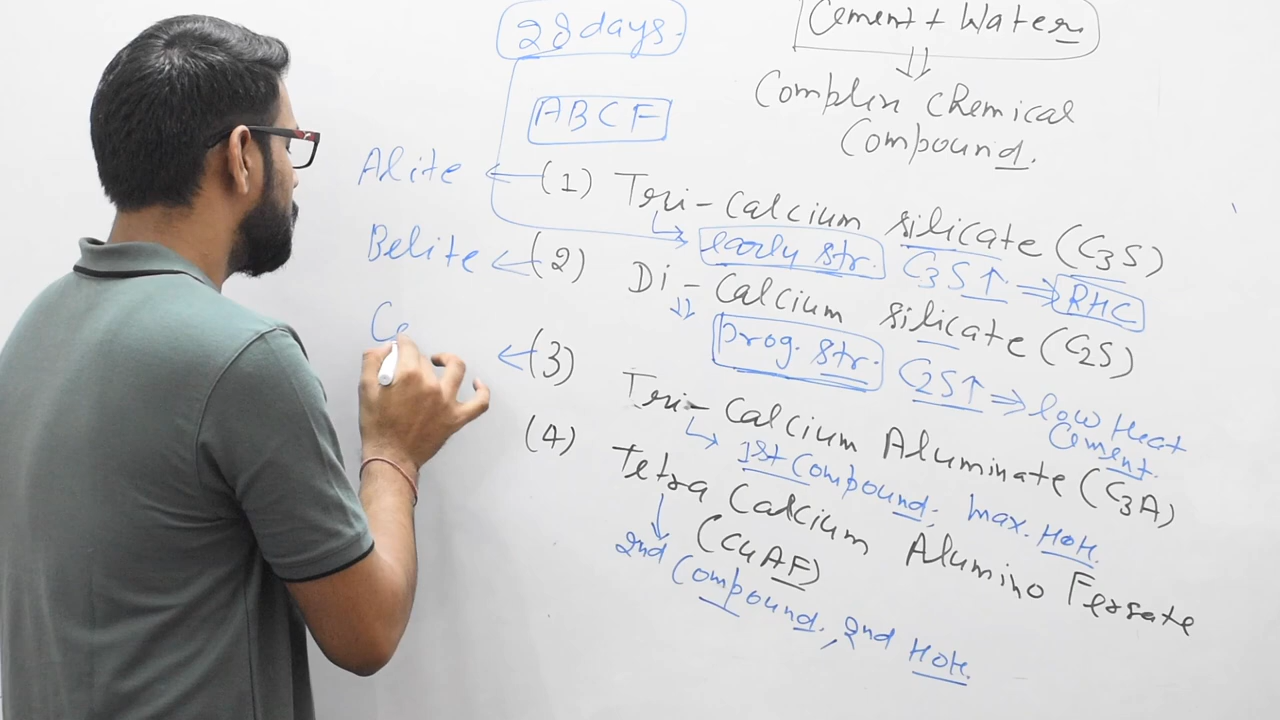 28 days.
Cement + Water
ABCF
Complex Chemical
Compound.
Alite ← (1) Tri-Calcium silicate (C3S)
early str. C3S↑ ⇒ RHC
Belite ← (2) Di-Calcium silicate (C2S)
prog. str. C2S↑ ⇒ low Heat
Cement.
Ce ← (3) Tri-Calcium Aluminate (C3A)
1st Compound; max. HOH.
(4) Tetra Calcium Alumino Ferrate
(C4AF)
2nd Compound, 2nd HOH.